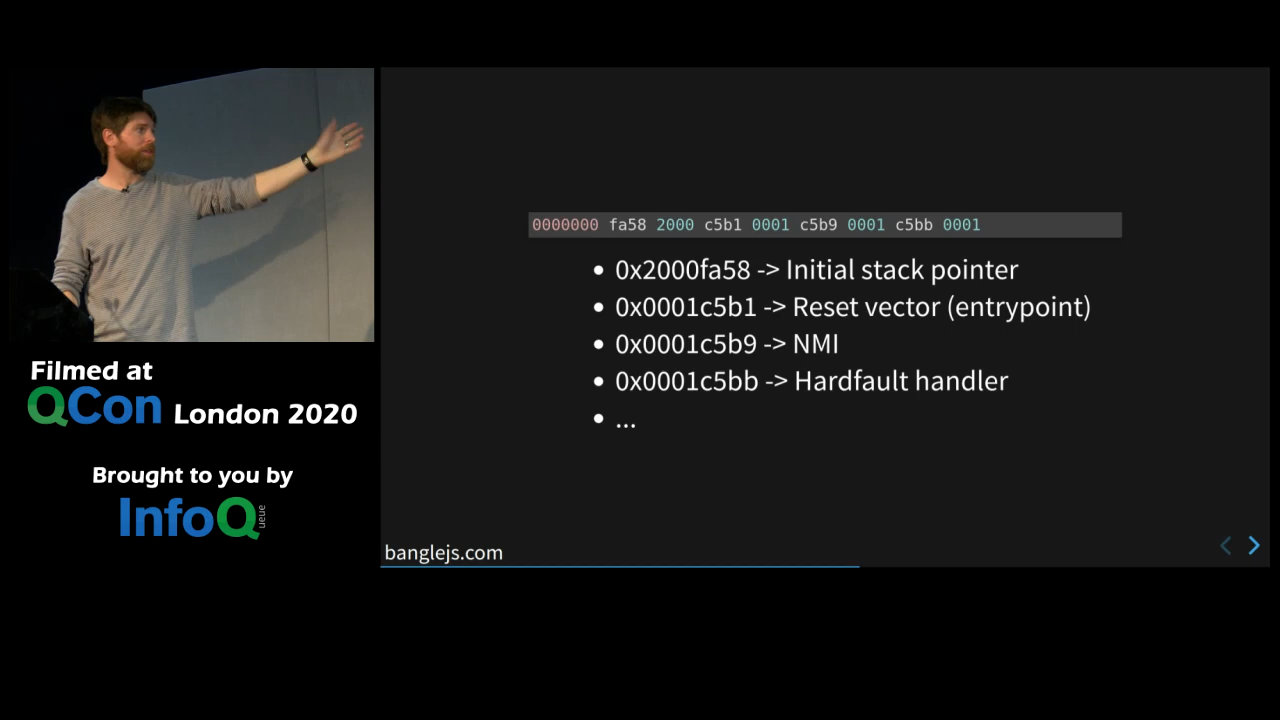 0000000 fa58 2000 c5b1 0001 c5b9 0001 c5bb 0001
0x2000fa58 -> Initial stack pointer
0x0001c5b1 -> Reset vector (entrypoint)
0x0001c5b9 -> NMI
0x0001c5bb -> Hardfault handler
...
banglejs.com
Filmed at
QCon London 2020
Brought to you by
InfoQ
ueue